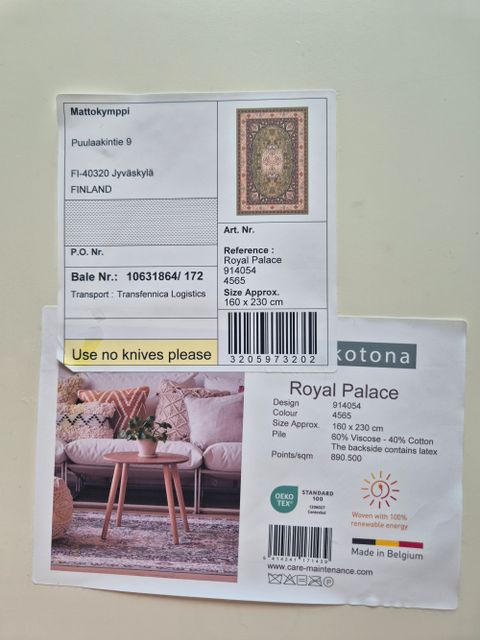 Mattokymppi
Puulaakintie 9
FI-40320 Jyväskylä
FINLAND
P.O. Nr.
Bale Nr.: 10631864/ 172
Transport : Transfennica Logistics
Use no knives please
Art. Nr.
Reference :
Royal Palace
914054
4565
Size Approx.
160 x 230 cm
3205973202
kotona
Royal Palace
Design 914054
Colour 4565
Size Approx. 160 x 230 cm
Pile 60% Viscose - 40% Cotton
The backside contains latex
Points/sqm 890.500
OEKO
TEX®
STANDARD
100
Centexbel
Woven with 100%
renewable energy
Made in Belgium
www.care-maintenance.com